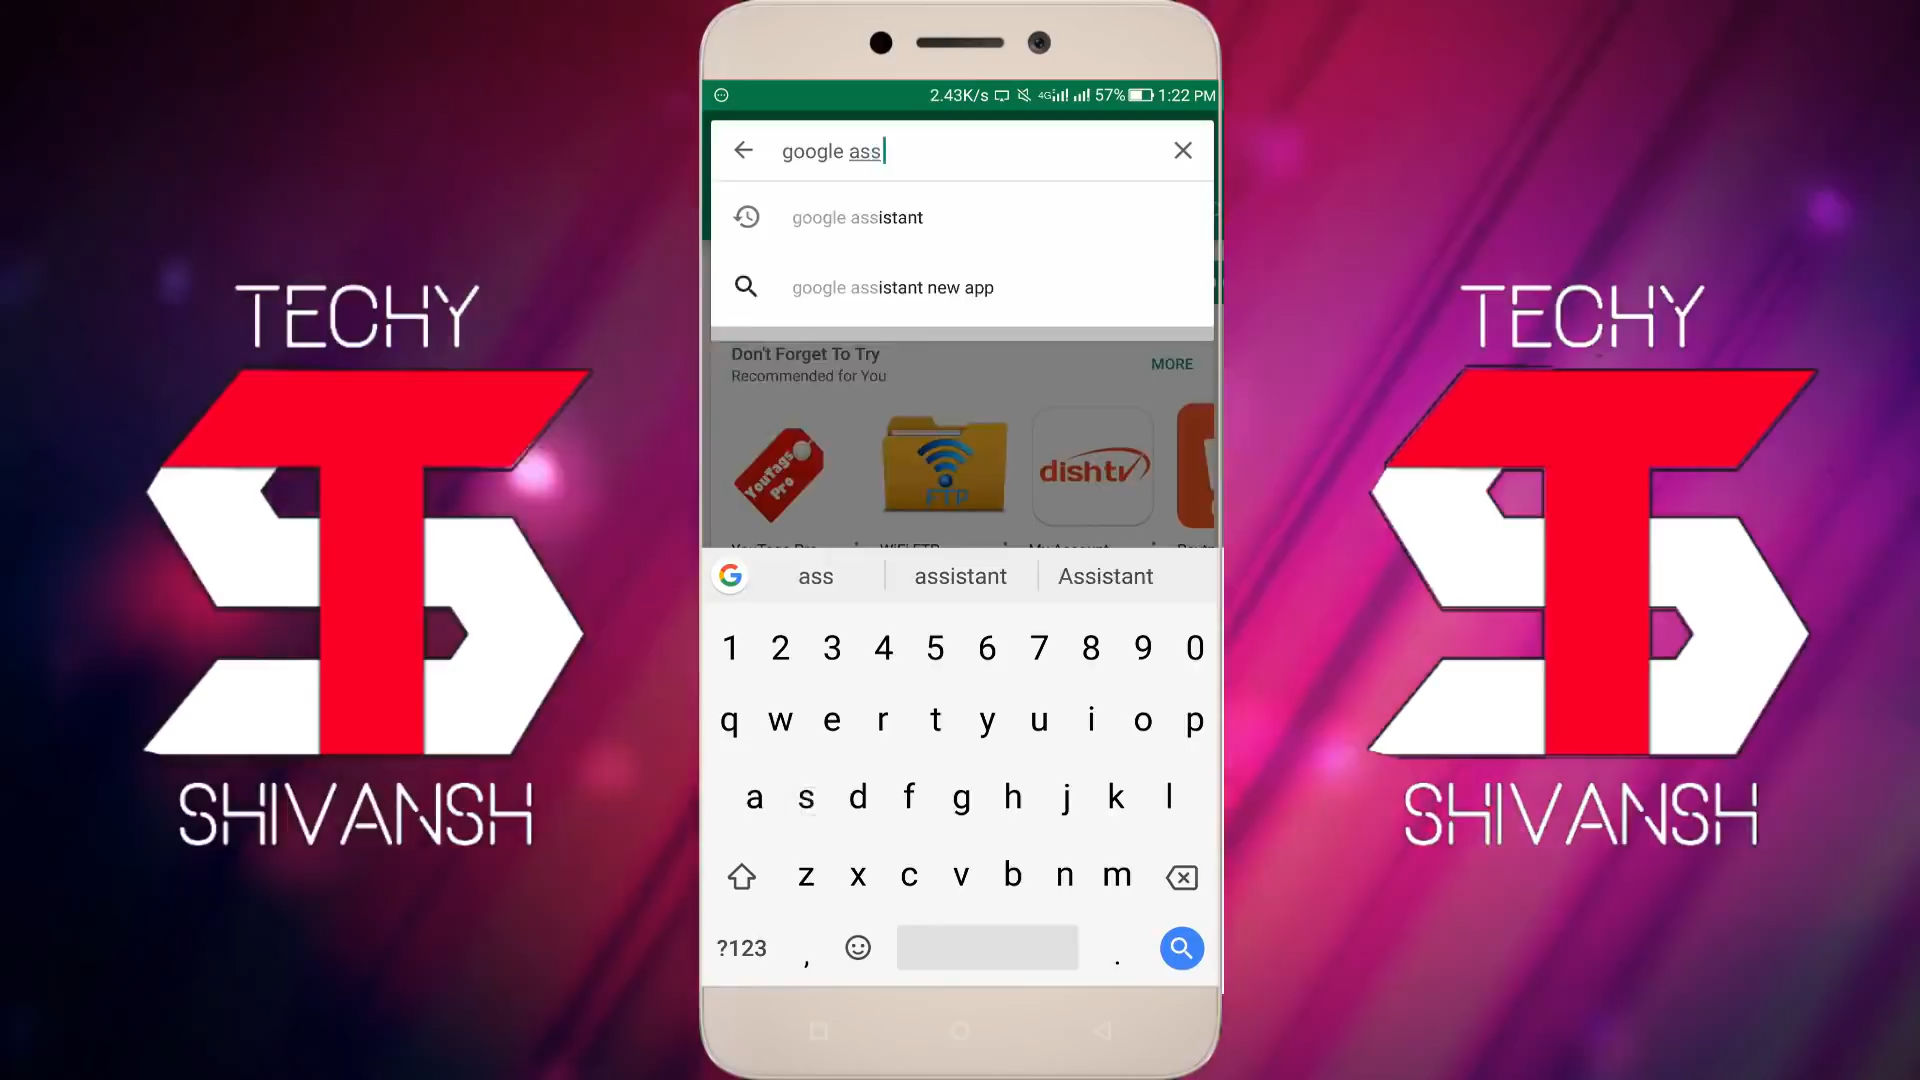 TECHY
SHIVANSH
2.43K/s 4G 57% 1:22 PM
google ass
google assistant
google assistant new app
Don't Forget To Try
Recommended for You
MORE
YouTags
Pro
FTP
dishtv
ass
assistant
Assistant
1 2 3 4 5 6 7 8 9 0
q w e r t y u i o p
a s d f g h j k l
z x c v b n m
?123 , .
TECHY
SHIVANSH